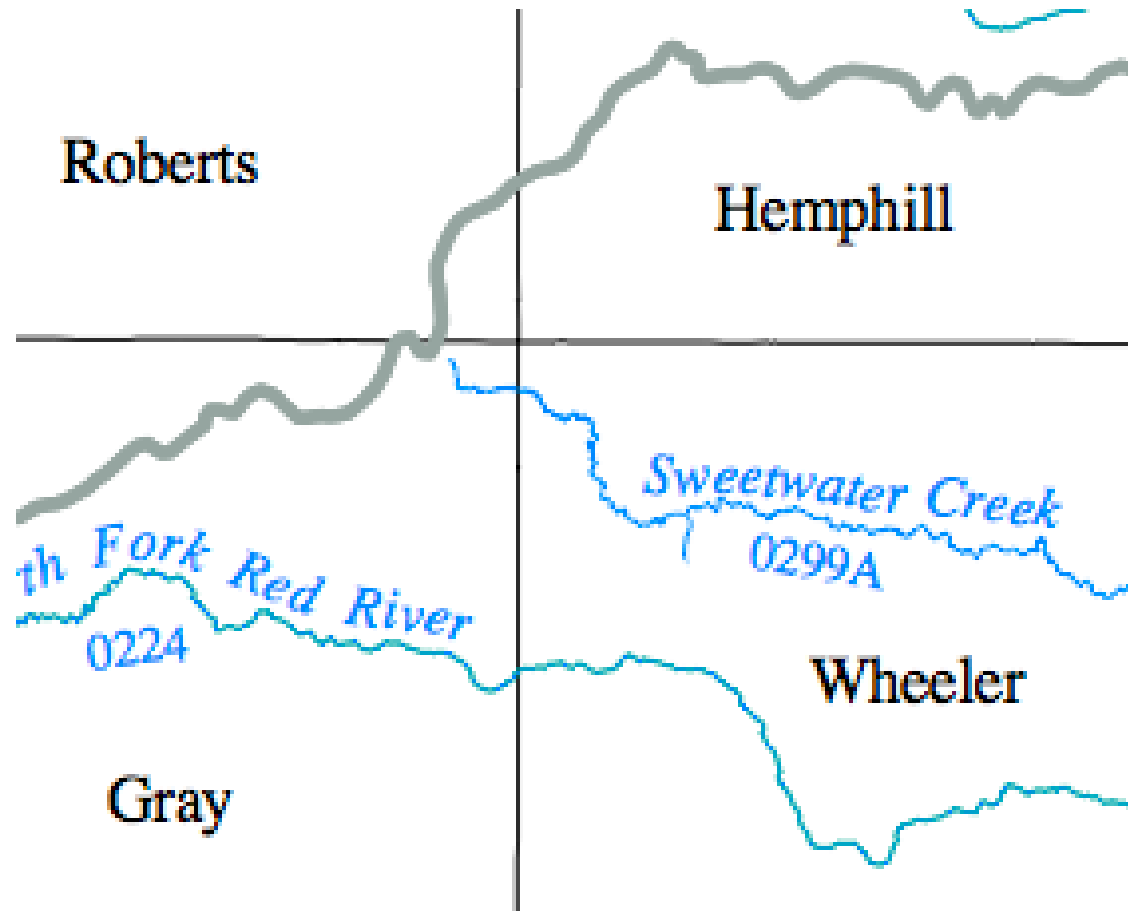 Roberts
Hemphill
Sweetwater Creek
0299A
th Fork Red River
0224
Wheeler
Gray